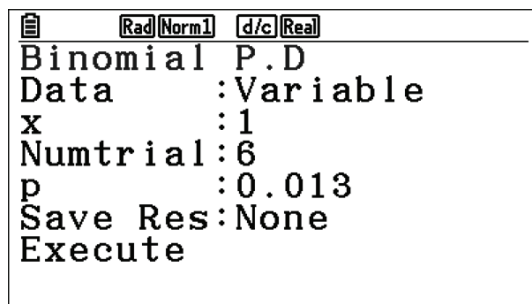 Rad Norm1 d/c Real
Binomial P.D
Data :Variable
x :1
Numtrial:6
p :0.013
Save Res:None
Execute